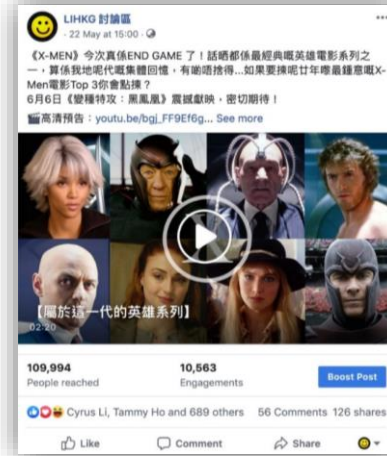 LIHKG 討論區
· 22 May at 15:00 ·
《X-MEN》今次真係END GAME 了！話晒都係最經典嘅英雄電影系列之
一，算係我哋呢代嘅集體回憶，有啲唔捨得...如果要揀呢廿年嚟最鍾意嘅X-
Men電影Top 3你會點揀？
6月6日《變種特攻：黑鳳凰》震撼獻映，密切期待！
🎬高清預告：youtu.be/bgj_FF9Ef6g... See more
【屬於這一代的英雄系列】
02:20
109,994
People reached
10,563
Engagements
Boost Post
Cyrus Li, Tammy Ho and 689 others 56 Comments 126 shares
Like Comment Share